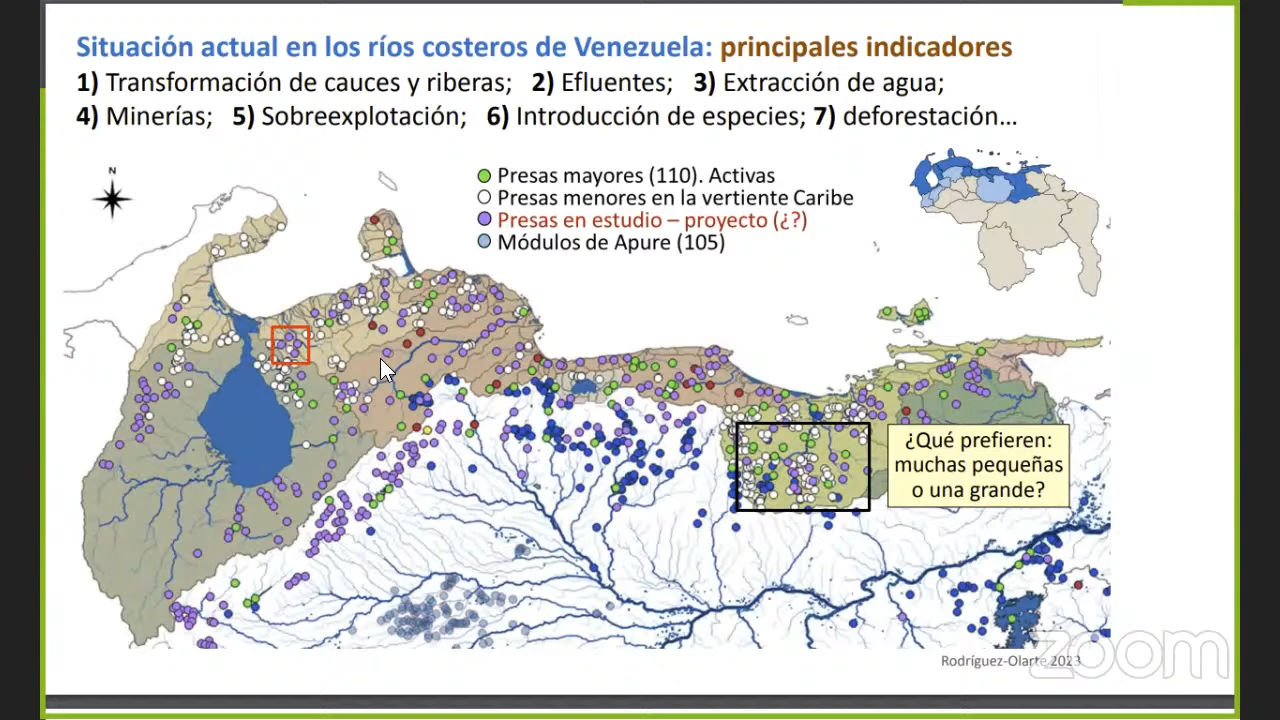 Situación actual en los ríos costeros de Venezuela: principales indicadores
1) Transformación de cauces y riberas; 2) Efluentes; 3) Extracción de agua;
4) Minerías; 5) Sobreexplotación; 6) Introducción de especies; 7) deforestación...
N
Presas mayores (110). Activas
Presas menores en la vertiente Caribe
Presas en estudio – proyecto (¿?)
Módulos de Apure (105)
¿Qué prefieren:
muchas pequeñas
o una grande?
Rodríguez-Olarte 2023
zoom